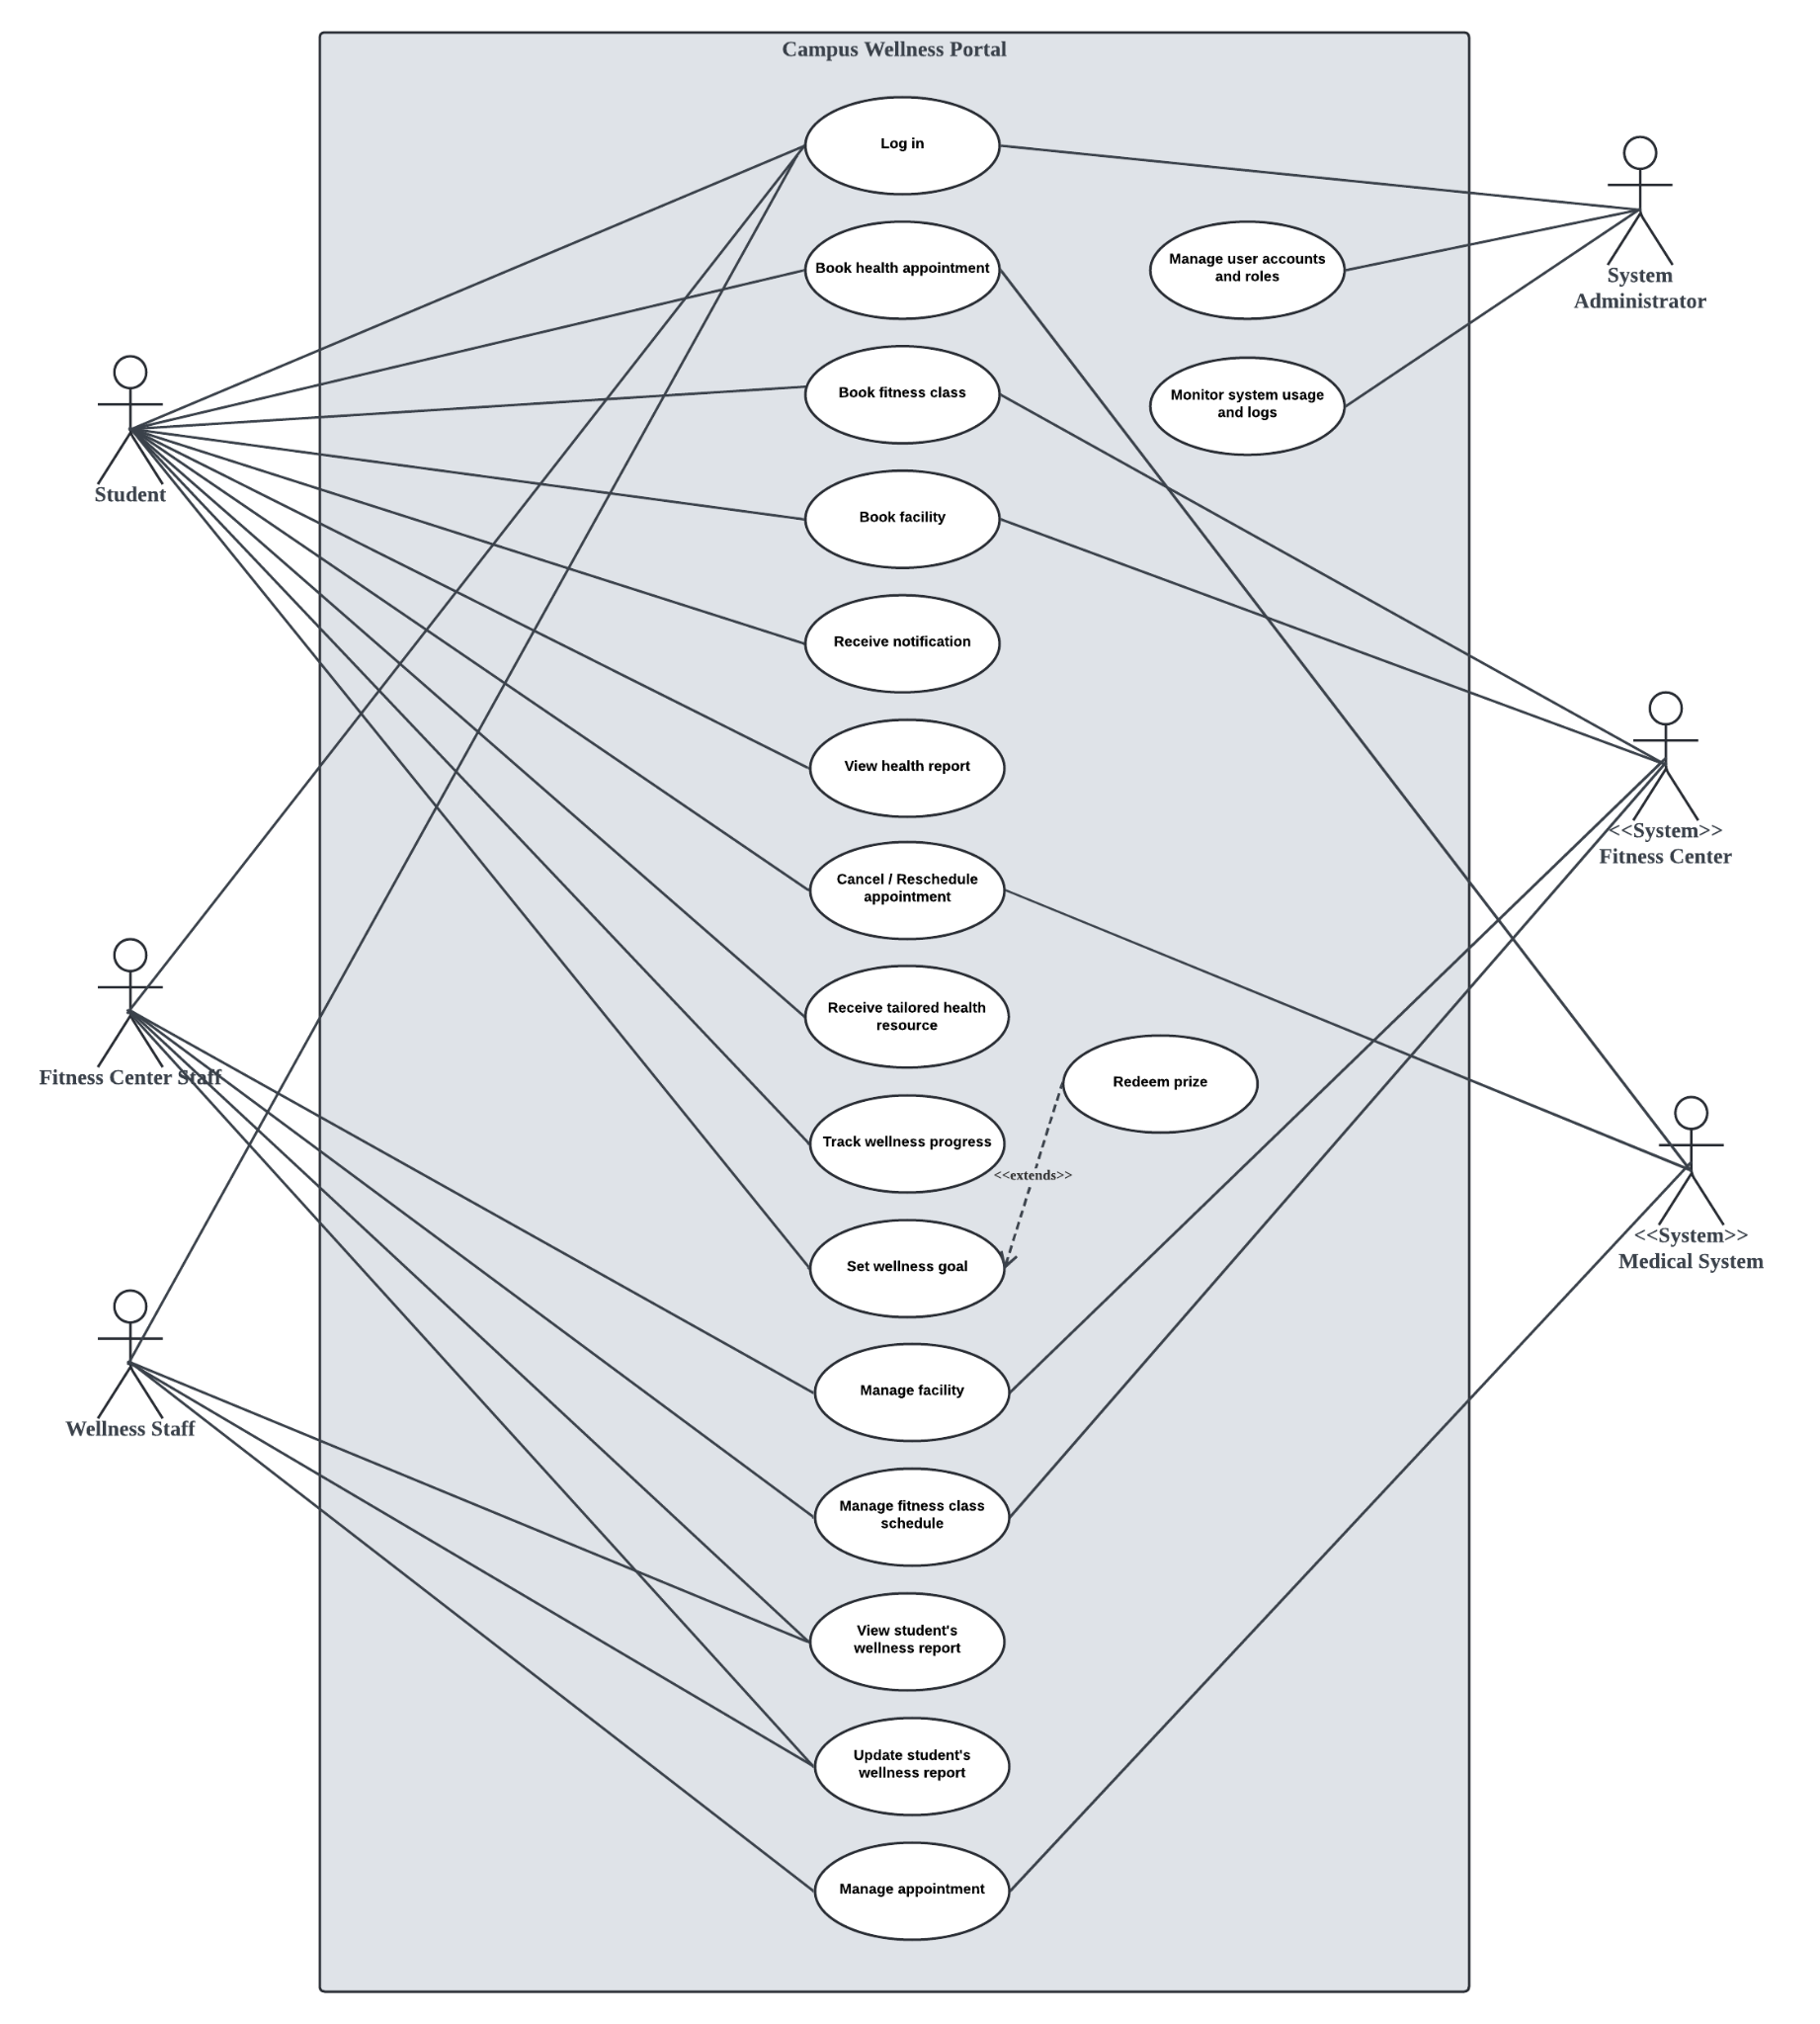 Campus Wellness Portal
Log in
Book health appointment
Manage user accounts
and roles
System
Administrator
Book fitness class
Monitor system usage
and logs
Student
Book facility
Receive notification
View health report
<<System>>
Fitness Center
Cancel / Reschedule
appointment
Receive tailored health
resource
Fitness Center Staff
Redeem prize
Track wellness progress
<<extends>>
<<System>>
Medical System
Set wellness goal
Manage facility
Wellness Staff
Manage fitness class
schedule
View student's
wellness report
Update student's
wellness report
Manage appointment